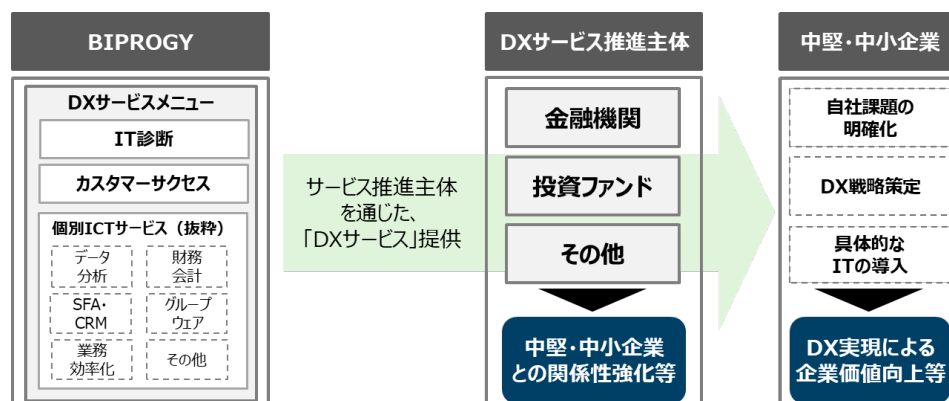 BIPROGY
DXサービスメニュー
IT診断
カスタマーサクセス
個別ICTサービス（抜粋）
データ
分析
財務
会計
SFA・
CRM
グループ
ウェア
業務
効率化
その他
サービス推進主体
を通じた、
「DXサービス」提供
DXサービス推進主体
金融機関
投資ファンド
その他
中堅・中小企業
との関係性強化等
中堅・中小企業
自社課題の
明確化
DX戦略策定
具体的な
ITの導入
DX実現による
企業価値向上等